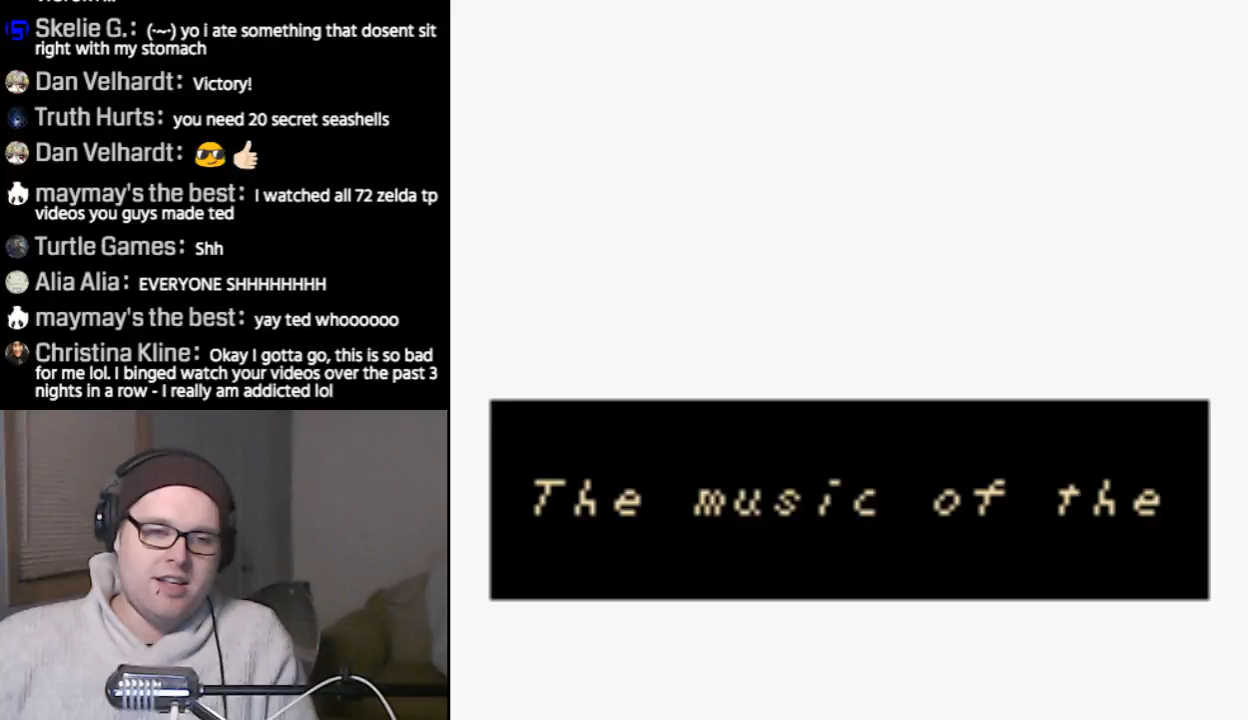 Skelie G.: (·~·) yo i ate something that dosent sit
right with my stomach
Dan Velhardt: Victory!
Truth Hurts: you need 20 secret seashells
Dan Velhardt: 😎👍🏻
maymay's the best: I watched all 72 zelda tp
videos you guys made ted
Turtle Games: Shh
Alia Alia: EVERYONE SHHHHHHHH
maymay's the best: yay ted whoooooo
Christina Kline: Okay I gotta go, this is so bad
for me lol. I binged watch your videos over the past 3
nights in a row - I really am addicted lol
The music of the